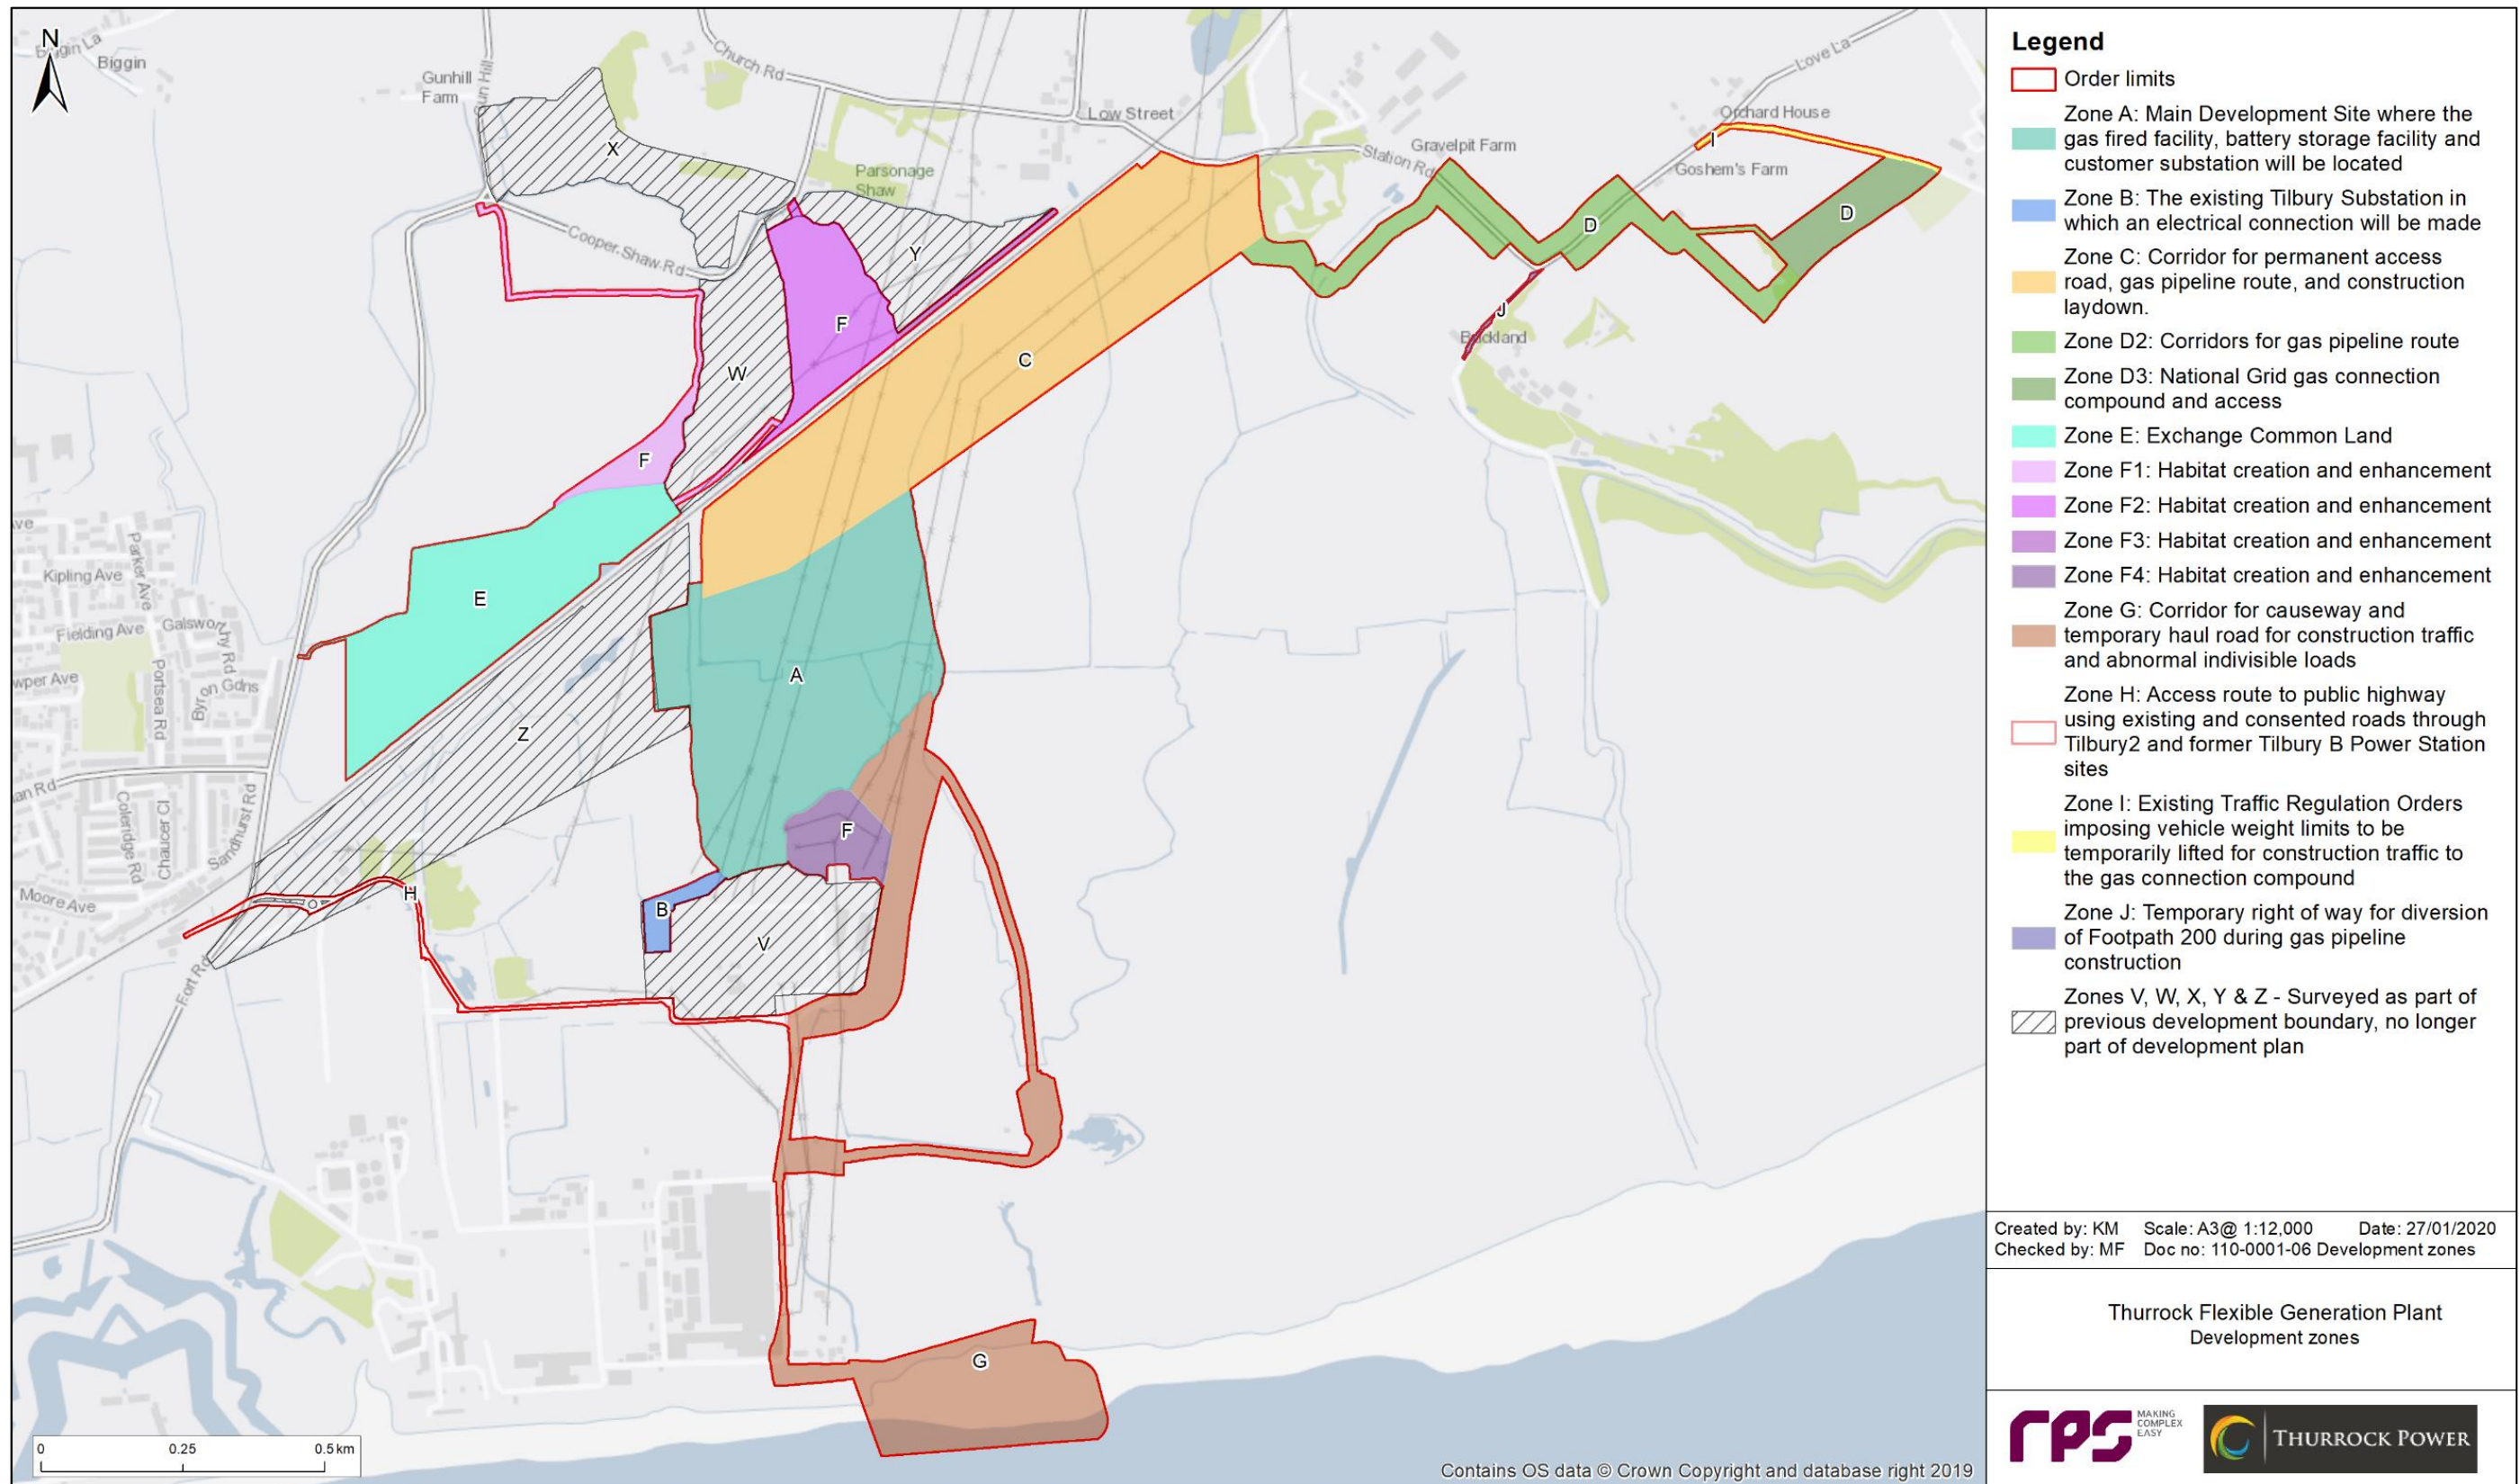 N
Biggin La
Biggin
Gunhill
Farm
Gun Hill
Church Rd
Low Street
Love La
Orchard House
I
Gravelpit Farm
Station Rd
Goshem's Farm
X
Parsonage
Shaw
D
D
Cooper Shaw Rd
Y
F
J
Buckland
C
W
F
Parker Ave
Kipling Ave
E
Fielding Ave
Galsworthy Rd
Portsea Rd
Byron Gdns
A
Z
Coleridge Rd
Chaucer Cl
Sandhurst Rd
F
Moore Ave
H
B
V
Fort Rd
G
0 0.25 0.5 km
Contains OS data © Crown Copyright and database right 2019
Legend
Order limits
Zone A: Main Development Site where the
gas fired facility, battery storage facility and
customer substation will be located
Zone B: The existing Tilbury Substation in
which an electrical connection will be made
Zone C: Corridor for permanent access
road, gas pipeline route, and construction
laydown.
Zone D2: Corridors for gas pipeline route
Zone D3: National Grid gas connection
compound and access
Zone E: Exchange Common Land
Zone F1: Habitat creation and enhancement
Zone F2: Habitat creation and enhancement
Zone F3: Habitat creation and enhancement
Zone F4: Habitat creation and enhancement
Zone G: Corridor for causeway and
temporary haul road for construction traffic
and abnormal indivisible loads
Zone H: Access route to public highway
using existing and consented roads through
Tilbury2 and former Tilbury B Power Station
sites
Zone I: Existing Traffic Regulation Orders
imposing vehicle weight limits to be
temporarily lifted for construction traffic to
the gas connection compound
Zone J: Temporary right of way for diversion
of Footpath 200 during gas pipeline
construction
Zones V, W, X, Y & Z - Surveyed as part of
previous development boundary, no longer
part of development plan
Created by: KM Scale: A3@ 1:12,000 Date: 27/01/2020
Checked by: MF Doc no: 110-0001-06 Development zones
Thurrock Flexible Generation Plant
Development zones
rps
MAKING
COMPLEX
EASY
THURROCK POWER